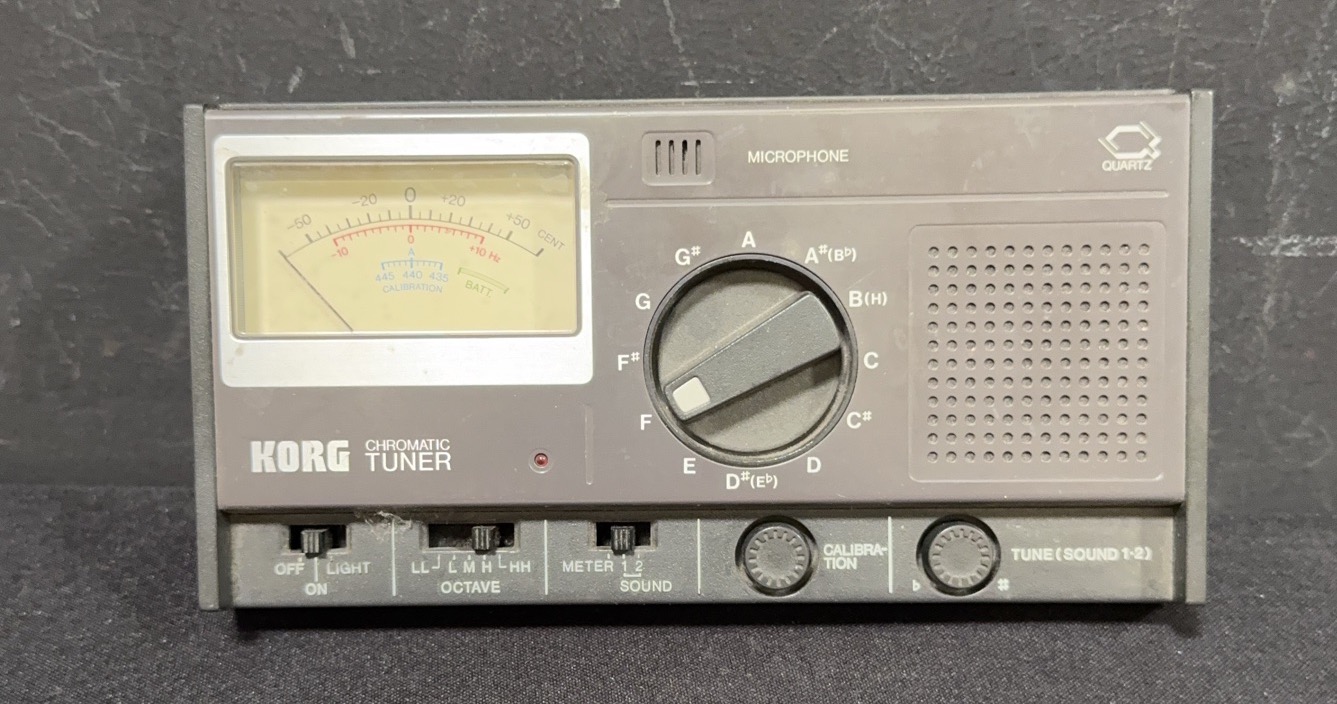 MICROPHONE
QUARTZ
-50 -20 0 +20 +50 CENT
-10 0 +10 Hz
A
445 440 435
CALIBRATION
BATT.
A
A♯(B♭)
B(H)
C
C♯
D
D♯(E♭)
E
F
F♯
G
G♯
KORG CHROMATIC TUNER
OFF LIGHT
ON
LL L M H HH
OCTAVE
METER 1 2
SOUND
CALIBRA-
TION
♭ ♯
TUNE (SOUND 1·2)